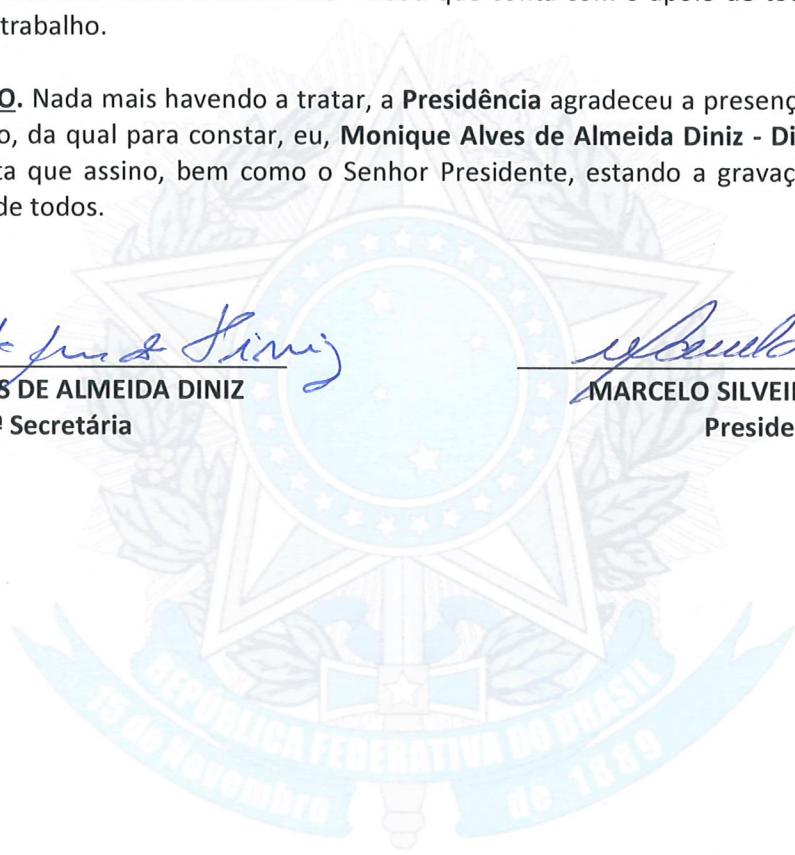 trabalho.
O. Nada mais havendo a tratar, a Presidência agradeceu a presenç
o, da qual para constar, eu, Monique Alves de Almeida Diniz - Di
ta que assino, bem como o Senhor Presidente, estando a gravaç
de todos.
S DE ALMEIDA DINIZ
MARCELO SILVEI
ª Secretária
Preside
REPÚBLICA FEDERATIVA DO BRASIL
15 de Novembro de 1889